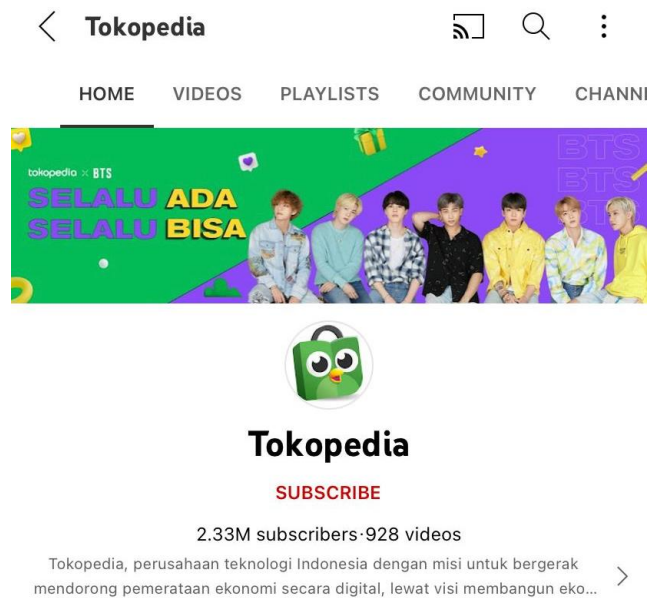 Tokopedia
HOME VIDEOS PLAYLISTS COMMUNITY CHANN
tokopedia × BTS
SELALU ADA
SELALU BISA
BTS
BTS
Tokopedia
SUBSCRIBE
2.33M subscribers·928 videos
Tokopedia, perusahaan teknologi Indonesia dengan misi untuk bergerak
mendorong pemerataan ekonomi secara digital, lewat visi membangun eko...